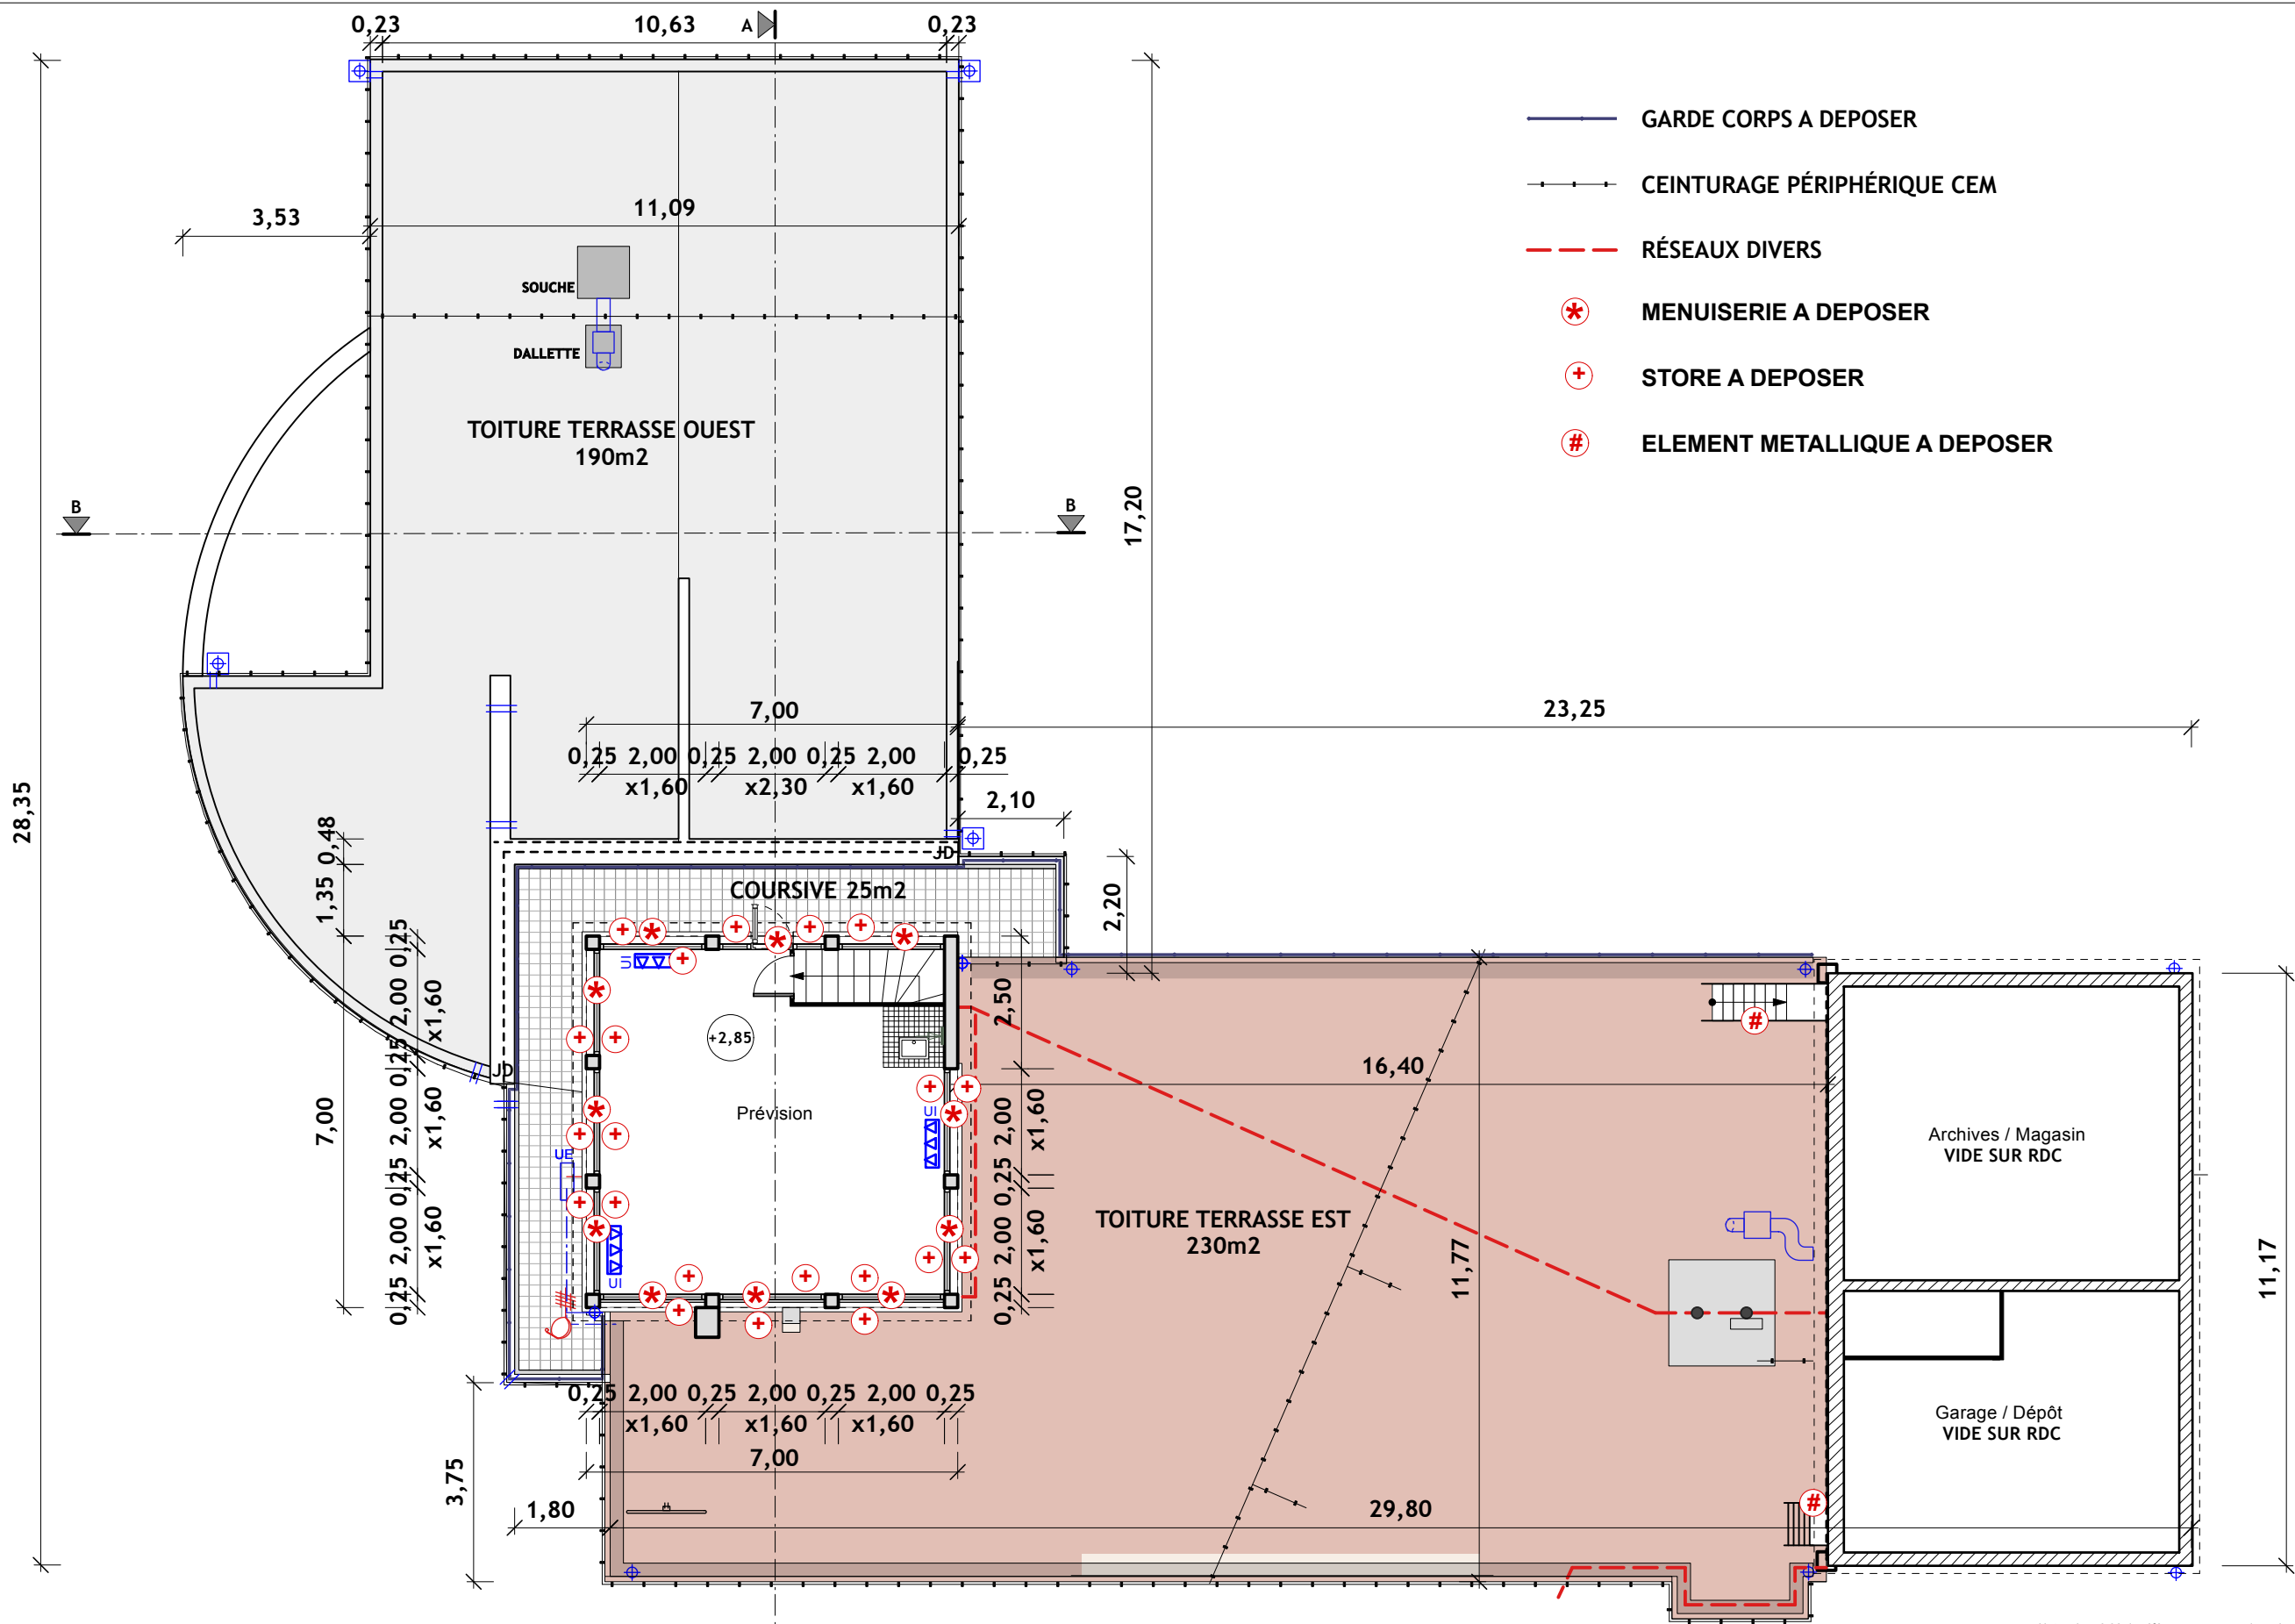 0,23
10,63
A
0,23
GARDE CORPS A DEPOSER
CEINTURAGE PÉRIPHÉRIQUE CEM
RÉSEAUX DIVERS
* MENUISERIE A DEPOSER
+ STORE A DEPOSER
# ELEMENT METALLIQUE A DEPOSER
3,53
11,09
SOUCHE
DALLETTE
TOITURE TERRASSE OUEST
190m2
B
B
17,20
28,35
7,00
23,25
0,25 2,00 0,25 2,00 0,25 2,00 0,25
x1,60 x2,30 x1,60
2,10
0,48
1,35
JD
COURSIVE 25m2
2,20
UI
+2,85
2,50
0,25 2,00 0,25 2,00 0,25 2,00 0,25
x1,60 x1,60 x1,60
7,00
JD
Prévision
UI
UE
UI
16,40
2,00 0,25 2,00 0,25
x1,60 x1,60
TOITURE TERRASSE EST
230m2
11,77
Archives / Magasin
VIDE SUR RDC
11,17
Garage / Dépôt
VIDE SUR RDC
0,25 2,00 0,25 2,00 0,25 2,00 0,25
x1,60 x1,60 x1,60
7,00
3,75
1,80
29,80